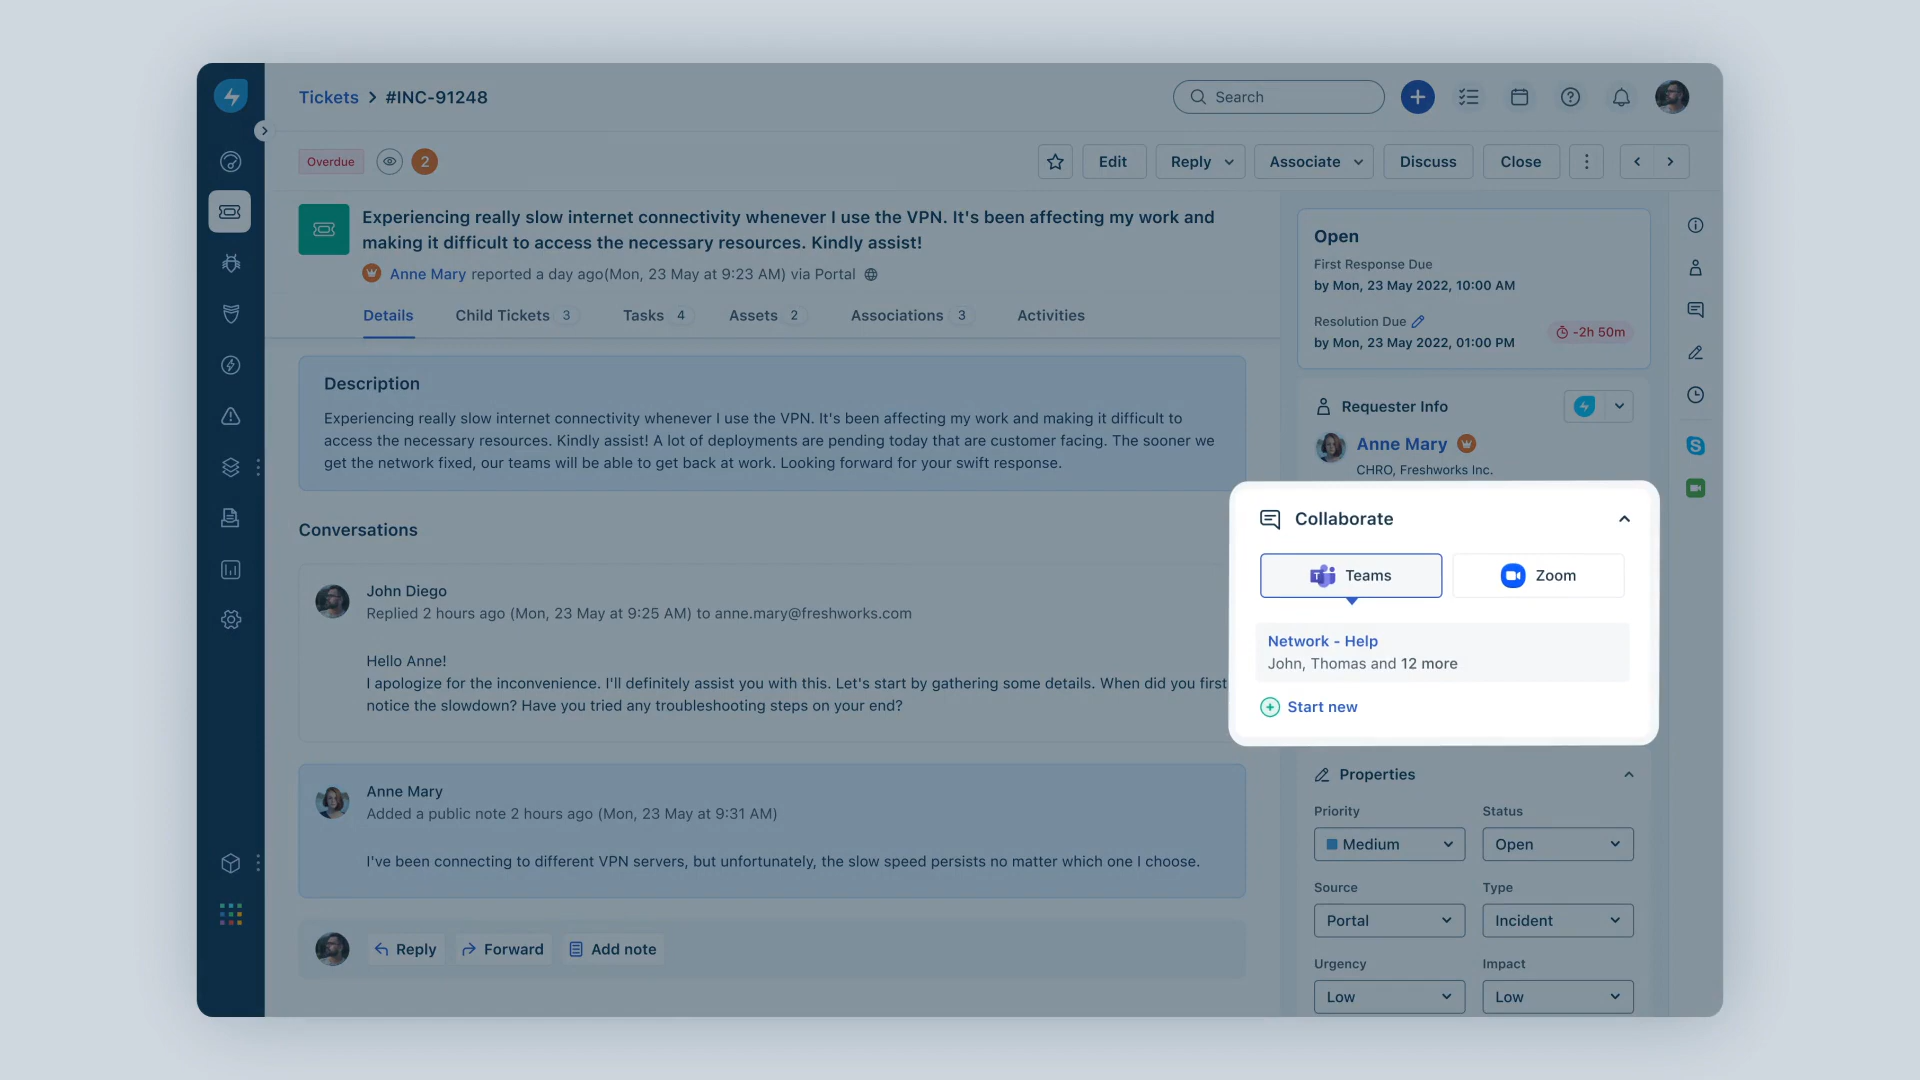 Tickets > #INC-91248
Search
Overdue
2
Edit
Reply
Associate
Discuss
Close
Experiencing really slow internet connectivity whenever I use the VPN. It's been affecting my work and
making it difficult to access the necessary resources. Kindly assist!
Anne Mary reported a day ago(Mon, 23 May at 9:23 AM) via Portal
Details
Child Tickets 3
Tasks 4
Assets 2
Associations 3
Activities
Description
Experiencing really slow internet connectivity whenever I use the VPN. It's been affecting my work and making it difficult to
access the necessary resources. Kindly assist! A lot of deployments are pending today that are customer facing. The sooner we
get the network fixed, our teams will be able to get back at work. Looking forward for your swift response.
Conversations
John Diego
Replied 2 hours ago (Mon, 23 May at 9:25 AM) to anne.mary@freshworks.com
Hello Anne!
I apologize for the inconvenience. I'll definitely assist you with this. Let's start by gathering some details. When did you first
notice the slowdown? Have you tried any troubleshooting steps on your end?
Anne Mary
Added a public note 2 hours ago (Mon, 23 May at 9:31 AM)
I've been connecting to different VPN servers, but unfortunately, the slow speed persists no matter which one I choose.
Reply
Forward
Add note
Open
First Response Due
by Mon, 23 May 2022, 10:00 AM
Resolution Due
by Mon, 23 May 2022, 01:00 PM
-2h 50m
Requester Info
Anne Mary
CHRO, Freshworks Inc.
Collaborate
Teams
Zoom
Network - Help
John, Thomas and 12 more
Start new
Properties
Priority
Status
Medium
Open
Source
Type
Portal
Incident
Urgency
Impact
Low
Low